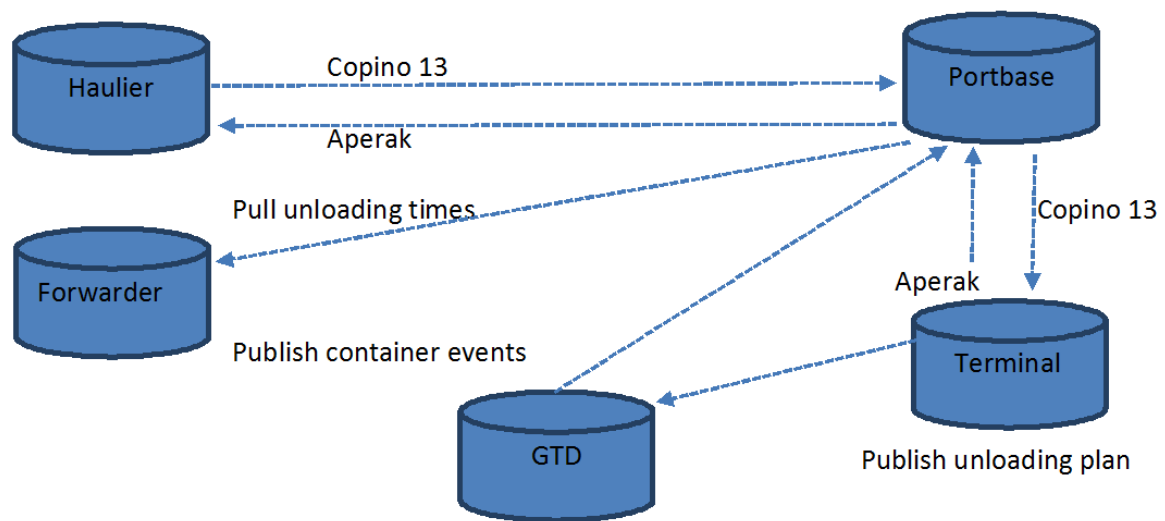 Haulier
Copino 13
Portbase
Aperak
Pull unloading times
Copino 13
Forwarder
Aperak
Publish container events
Terminal
GTD
Publish unloading plan